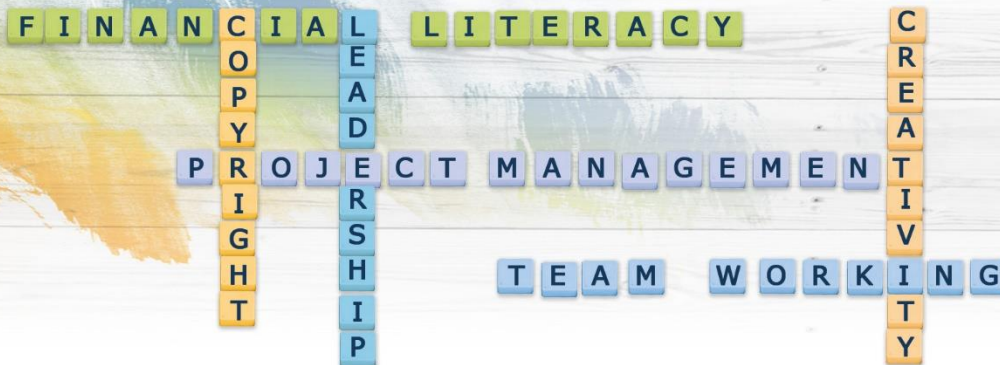 FINANCIAL LITERACY
COPYRIGHT
LEADERSHIP
CREATIVITY
PROJECT MANAGEMENT
TEAM WORKING